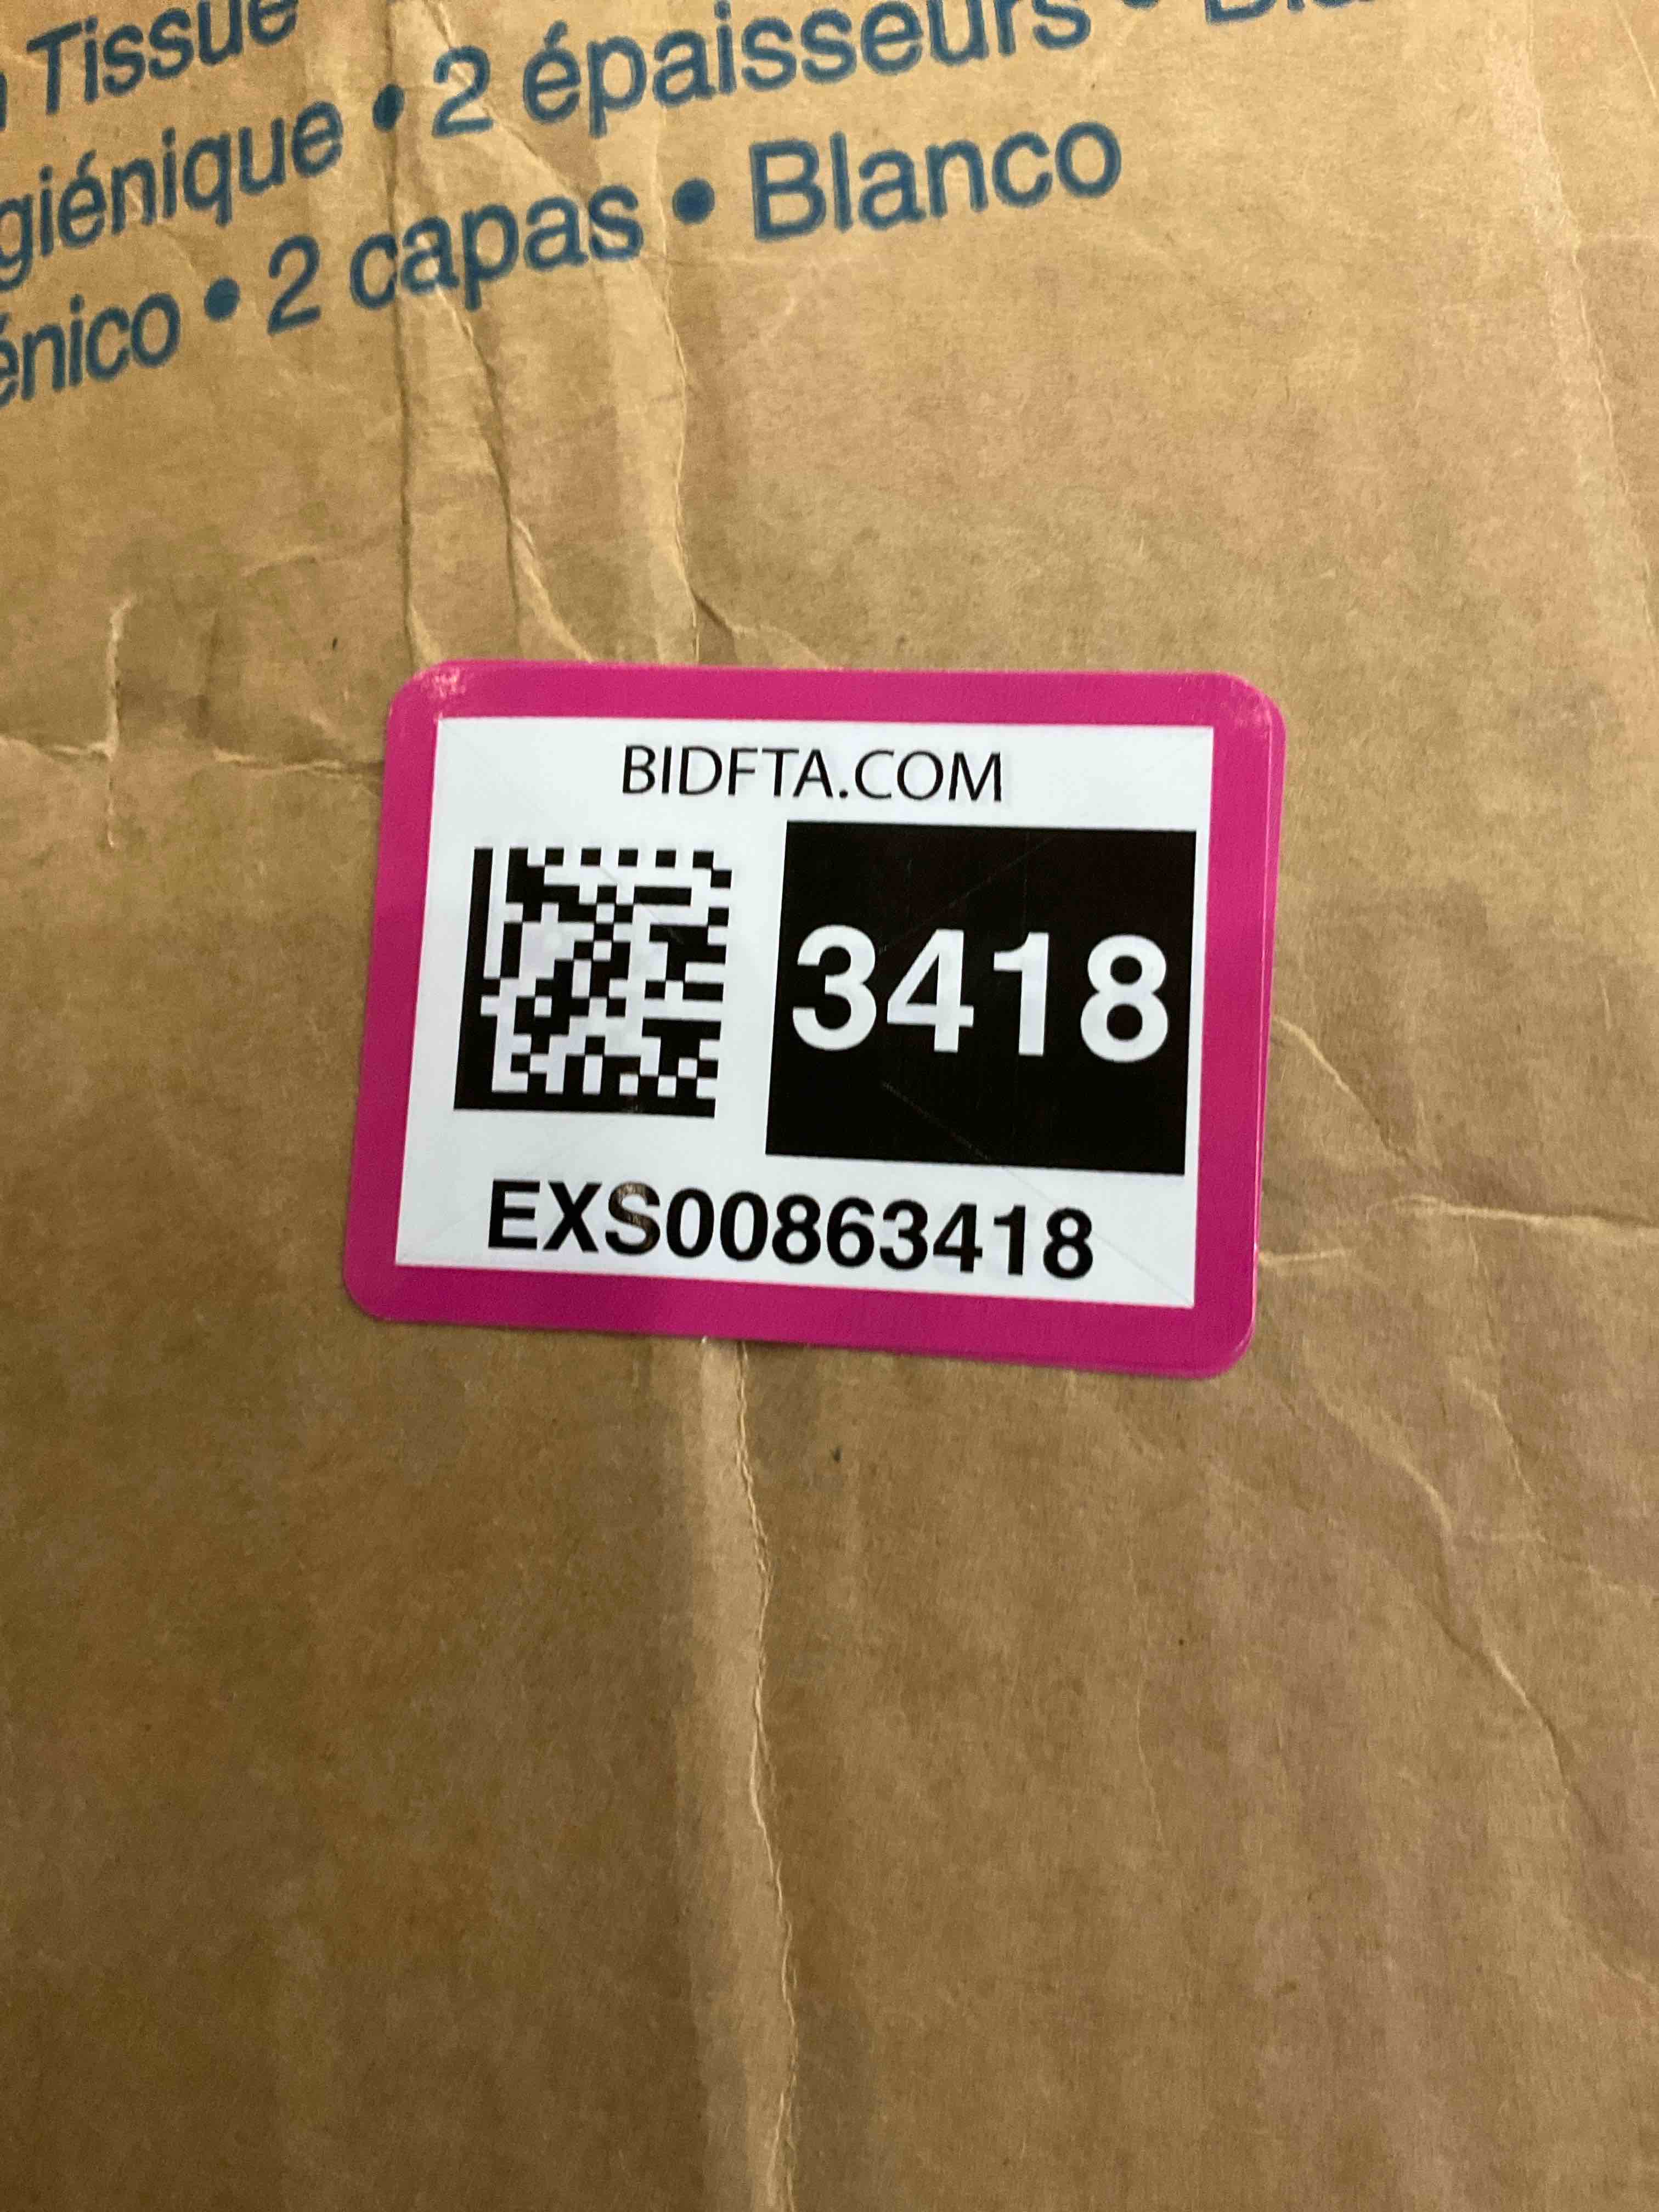 Tissue
giénique • 2 épaisseurs •
énico • 2 capas • Blanco
BIDFTA.COM
3418
EXS00863418